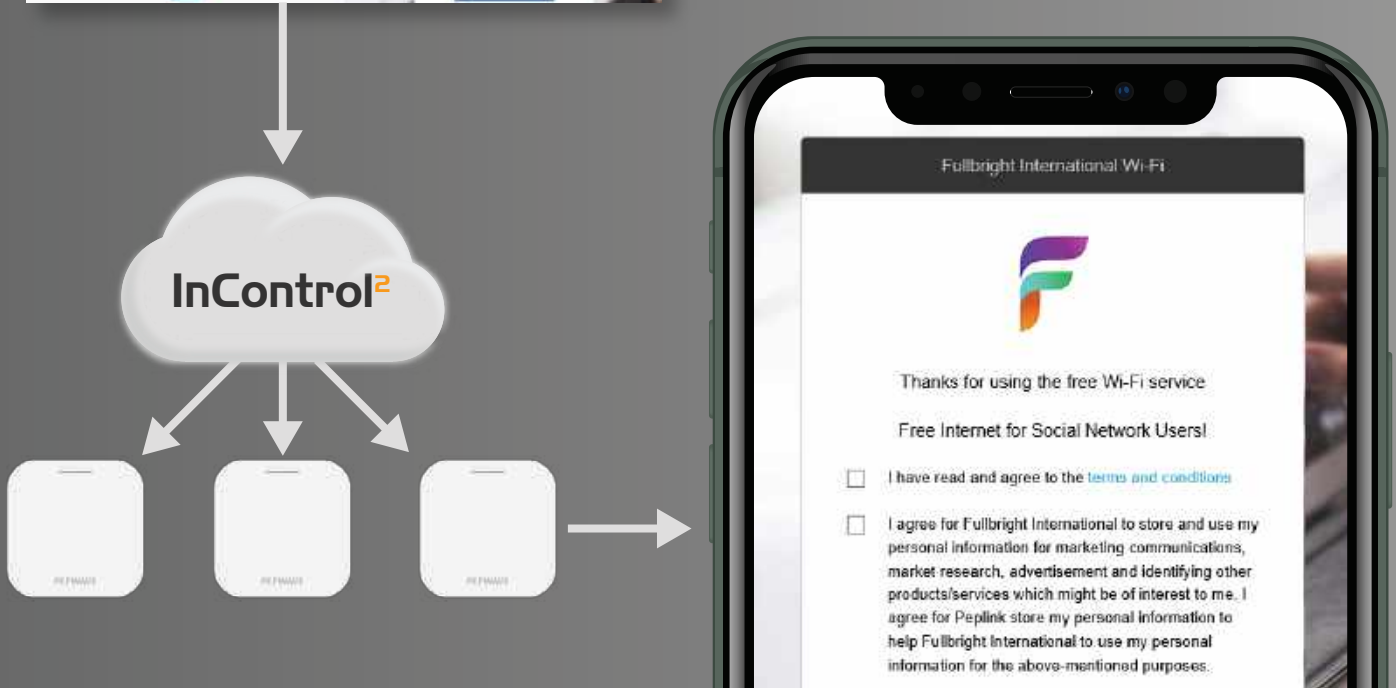 InControl²
PEPWAVE
PEPWAVE
PEPWAVE
Fullbright International Wi-Fi
Thanks for using the free Wi-Fi service
Free Internet for Social Network Users!
I have read and agree to the terms and conditions
I agree for Fullbright International to store and use my
personal information for marketing communications,
market research, advertisement and identifying other
products/services which might be of interest to me. I
agree for Peplink store my personal information to
help Fullbright International to use my personal
information for the above-mentioned purposes.